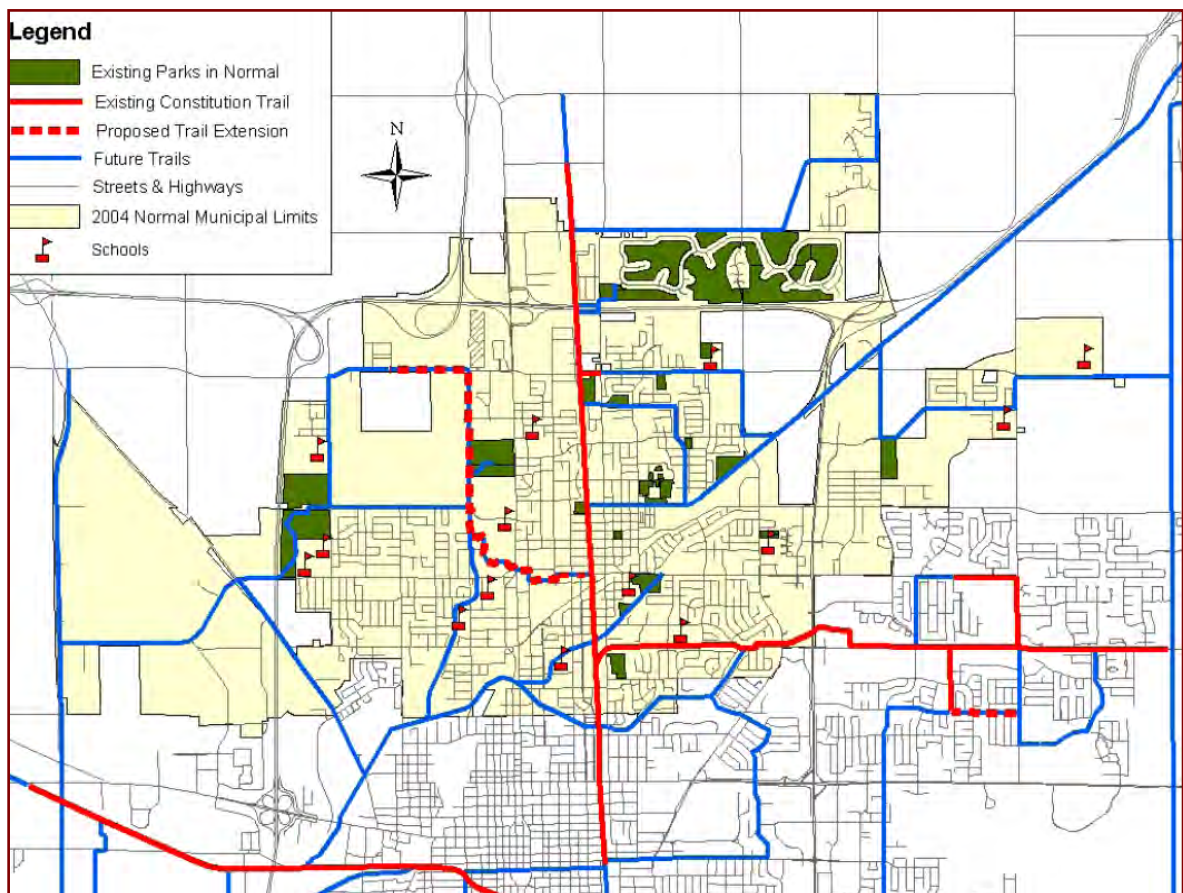 Legend
Existing Parks in Normal
Existing Constitution Trail
Proposed Trail Extension
Future Trails
Streets & Highways
2004 Normal Municipal Limits
Schools
N